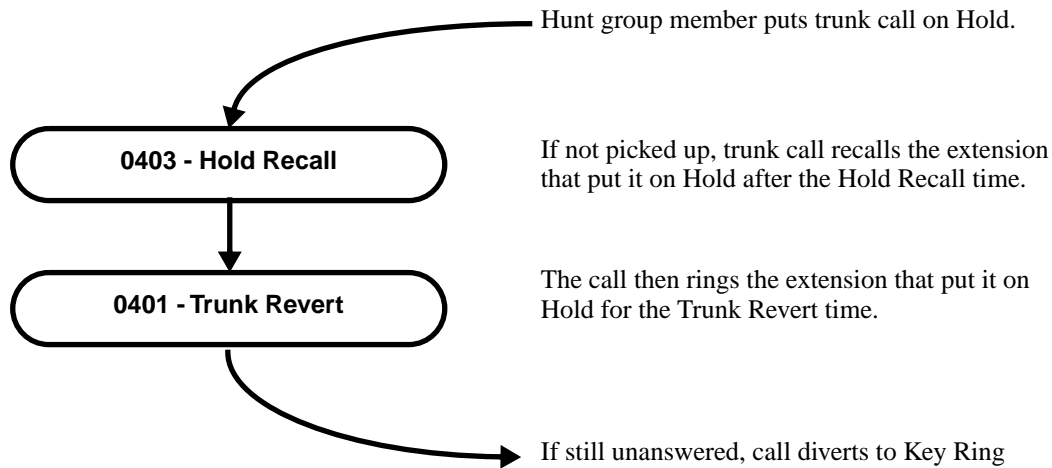 Hunt group member puts trunk call on Hold.
0403 - Hold Recall
If not picked up, trunk call recalls the extension
that put it on Hold after the Hold Recall time.
0401 - Trunk Revert
The call then rings the extension that put it on
Hold for the Trunk Revert time.
If still unanswered, call diverts to Key Ring